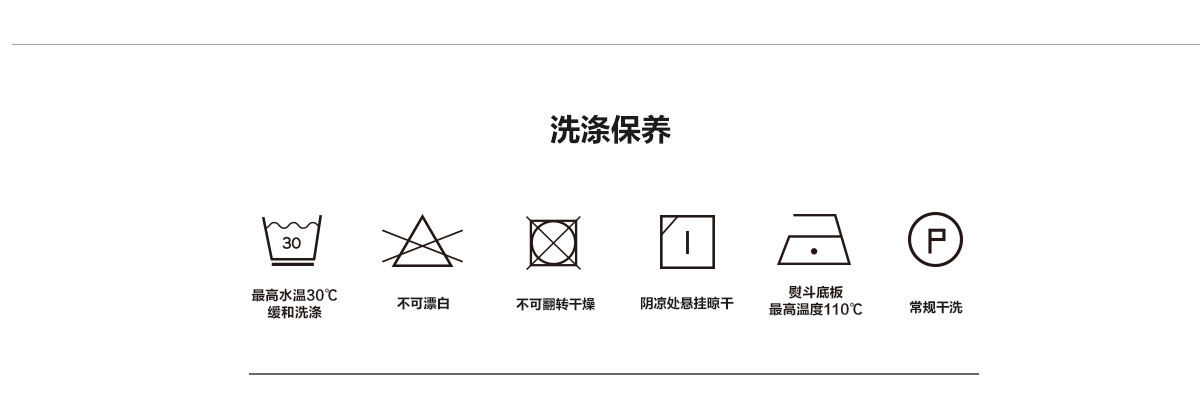 洗涤保养
30
P
最高水温30℃
缓和洗涤
不可漂白
不可翻转干燥
阴凉处悬挂晾干
熨斗底板
最高温度110℃
常规干洗